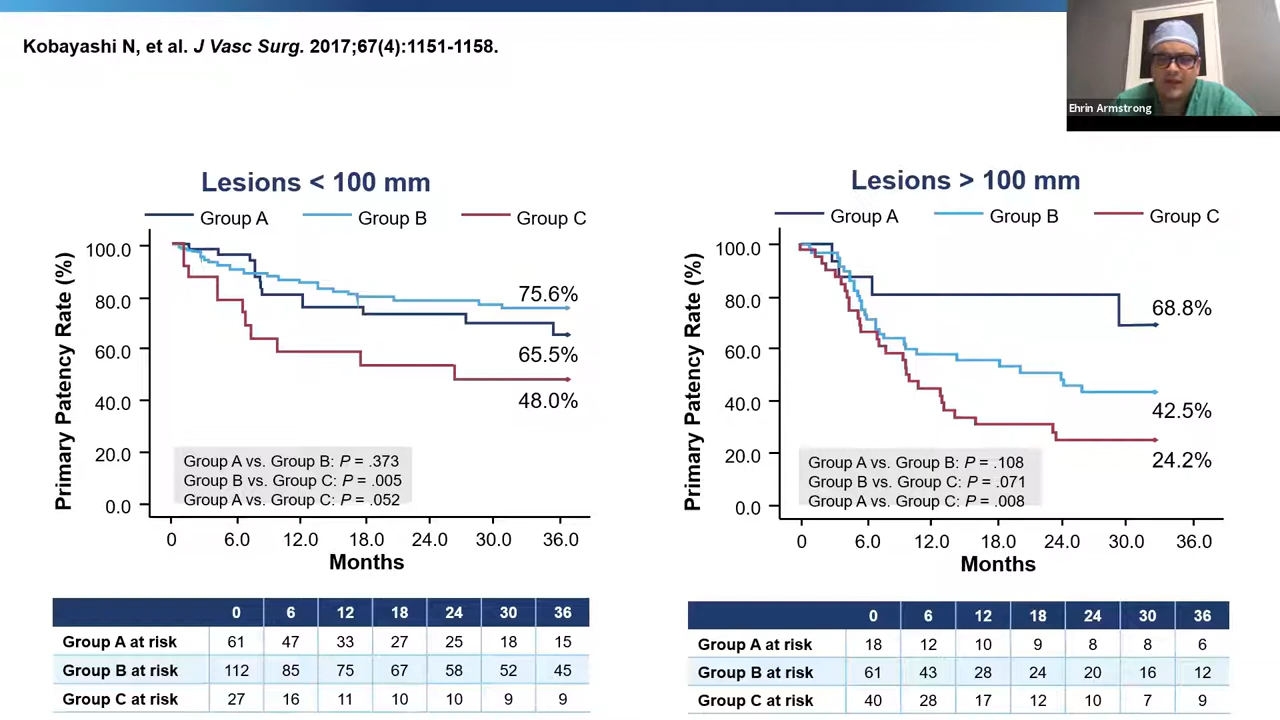 Kobayashi N, et al. J Vasc Surg. 2017;67(4):1151-1158.
Ehrin Armstrong
Lesions < 100 mm
Group A Group B Group C
Primary Patency Rate (%)
100.0
80.0
60.0
40.0
20.0
0.0
75.6%
65.5%
48.0%
Group A vs. Group B: P = .373
Group B vs. Group C: P = .005
Group A vs. Group C: P = .052
0 6.0 12.0 18.0 24.0 30.0 36.0
Months
0 6 12 18 24 30 36
Group A at risk 61 47 33 27 25 18 15
Group B at risk 112 85 75 67 58 52 45
Group C at risk 27 16 11 10 10 9 9
Lesions > 100 mm
Group A Group B Group C
Primary Patency Rate (%)
100.0
80.0
60.0
40.0
20.0
0.0
68.8%
42.5%
24.2%
Group A vs. Group B: P = .108
Group B vs. Group C: P = .071
Group A vs. Group C: P = .008
0 6.0 12.0 18.0 24.0 30.0 36.0
Months
0 6 12 18 24 30 36
Group A at risk 18 12 10 9 8 8 6
Group B at risk 61 43 28 24 20 16 12
Group C at risk 40 28 17 12 10 7 9